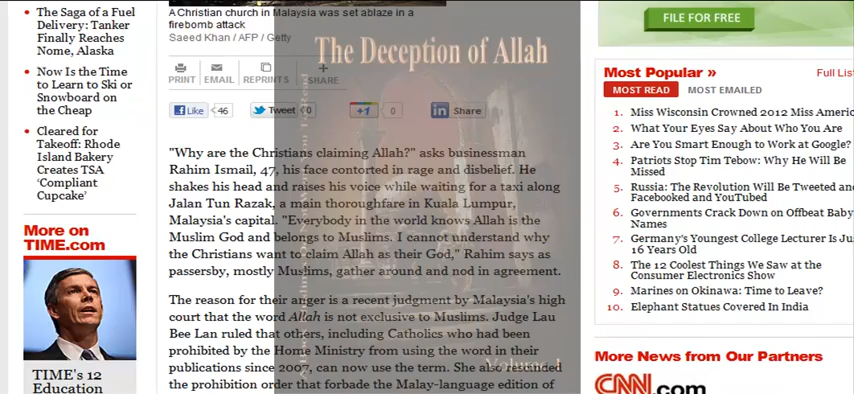 The Saga of a Fuel
Delivery: Tanker
Finally Reaches
Nome, Alaska
Now Is the Time
to Learn to Ski or
Snowboard on
the Cheap
Cleared for
Takeoff: Rhode
Island Bakery
Creates TSA
‘Compliant
Cupcake’
More on
TIME.com
TIME's 12
Education
A Christian church in Malaysia was set ablaze in a
firebomb attack
Saeed Khan / AFP / Getty
The Deception of Allah
PRINT EMAIL REPRINTS SHARE
Like 46 Tweet 0 +1 0 in Share
"Why are the Christians claiming Allah?" asks businessman
Rahim Ismail, 47, his face contorted in rage and disbelief. He
shakes his head and raises his voice while waiting for a taxi along
Jalan Tun Razak, a main thoroughfare in Kuala Lumpur,
Malaysia's capital. "Everybody in the world knows Allah is the
Muslim God and belongs to Muslims. I cannot understand why
the Christians want to claim Allah as their God," Rahim says as
passersby, mostly Muslims, gather around and nod in agreement.
The reason for their anger is a recent judgment by Malaysia's high
court that the word Allah is not exclusive to Muslims. Judge Lau
Bee Lan ruled that others, including Catholics who had been
prohibited by the Home Ministry from using the word in their
publications since 2007, can now use the term. She also rescinded
the prohibition order that forbade the Malay-language edition of
Volume 1
FILE FOR FREE
Most Popular »
Full List
MOST READ MOST EMAILED
1. Miss Wisconsin Crowned 2012 Miss Americ
2. What Your Eyes Say About Who You Are
3. Are You Smart Enough to Work at Google?
4. Patriots Stop Tim Tebow: Why He Will Be
Missed
5. Russia: The Revolution Will Be Tweeted and
Facebooked and YouTubed
6. Governments Crack Down on Offbeat Baby
Names
7. Germany's Youngest College Lecturer Is Jus
16 Years Old
8. The 12 Coolest Things We Saw at the
Consumer Electronics Show
9. Marines on Okinawa: Time to Leave?
10. Elephant Statues Covered In India
More News from Our Partners
CNN.com